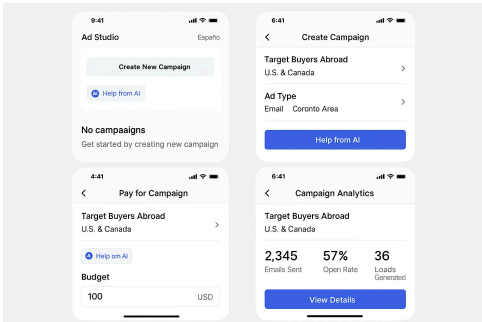 9:41
Ad Studio
Españo
Create New Campaign
AI Help from AI
No campaaigns
Get started by creating new campaign
6:41
Create Campaign
Target Buyers Abroad
U.S. & Canada
Ad Type
Email Coronto Area
Help from AI
4:41
Pay for Campaign
Target Buyers Abroad
U.S. & Canada
Help om AI
Budget
100 USD
6:41
Campaign Analytics
Target Buyers Abroad
U.S. & Canada
2,345 57% 36
Emails Sent Open Rate Loads
Generated
View Details